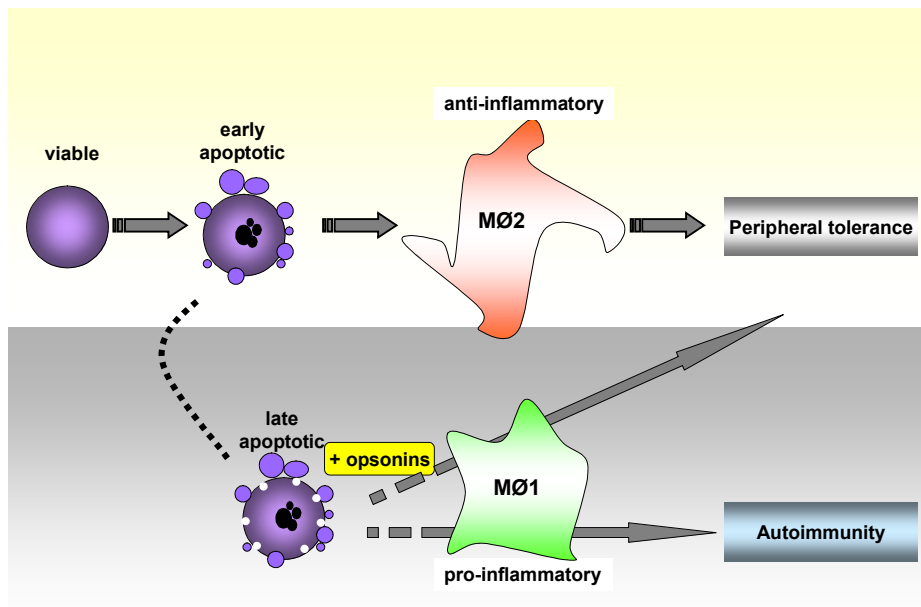 anti-inflammatory
early
apoptotic
viable
MØ2
Peripheral tolerance
late
apoptotic
+ opsonins
MØ1
Autoimmunity
pro-inflammatory